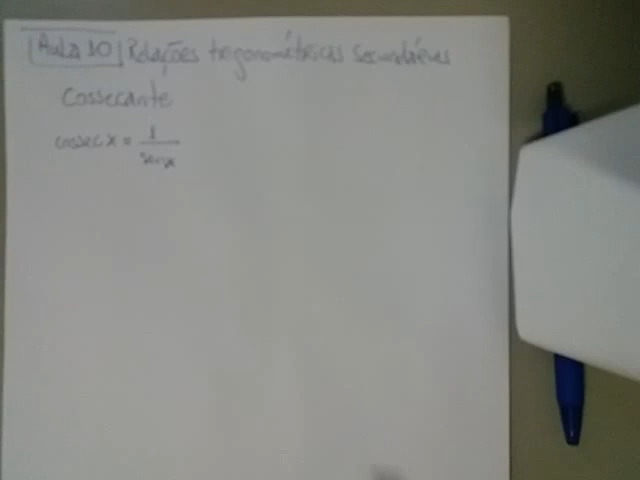 Aula 10 Relações trigonométricas secundárias
Cossecante
cossec x = 1/sen x